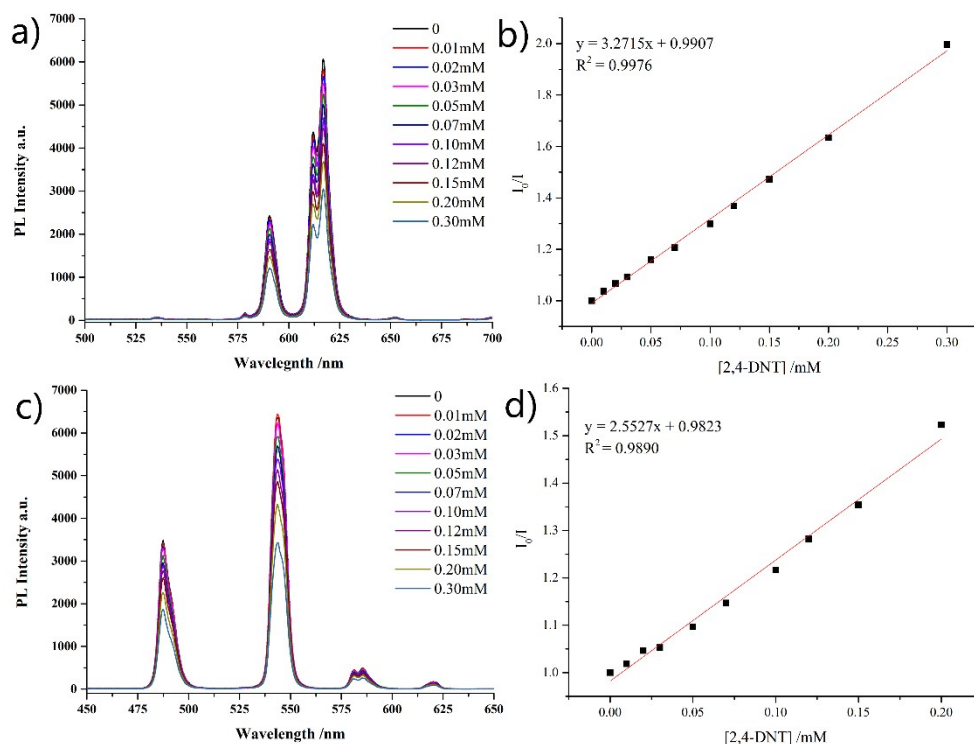 a)
7000
6000
5000
4000
3000
2000
1000
0
PL Intensity a.u.
500 525 550 575 600 625 650 675 700
Wavelegnth /nm
0
0.01mM
0.02mM
0.03mM
0.05mM
0.07mM
0.10mM
0.12mM
0.15mM
0.20mM
0.30mM
b)
y = 3.2715x + 0.9907
R² = 0.9976
2.0
1.8
1.6
1.4
1.2
1.0
I₀/I
0.00 0.05 0.10 0.15 0.20 0.25 0.30
[2,4-DNT] /mM
c)
7000
6000
5000
4000
3000
2000
1000
0
PL Intensity a.u.
450 475 500 525 550 575 600 625 650
Wavelength /nm
0
0.01mM
0.02mM
0.03mM
0.05mM
0.07mM
0.10mM
0.12mM
0.15mM
0.20mM
0.30mM
d)
y = 2.5527x + 0.9823
R² = 0.9890
1.6
1.5
1.4
1.3
1.2
1.1
1.0
I₀/I
0.00 0.05 0.10 0.15 0.20
[2,4-DNT] /mM